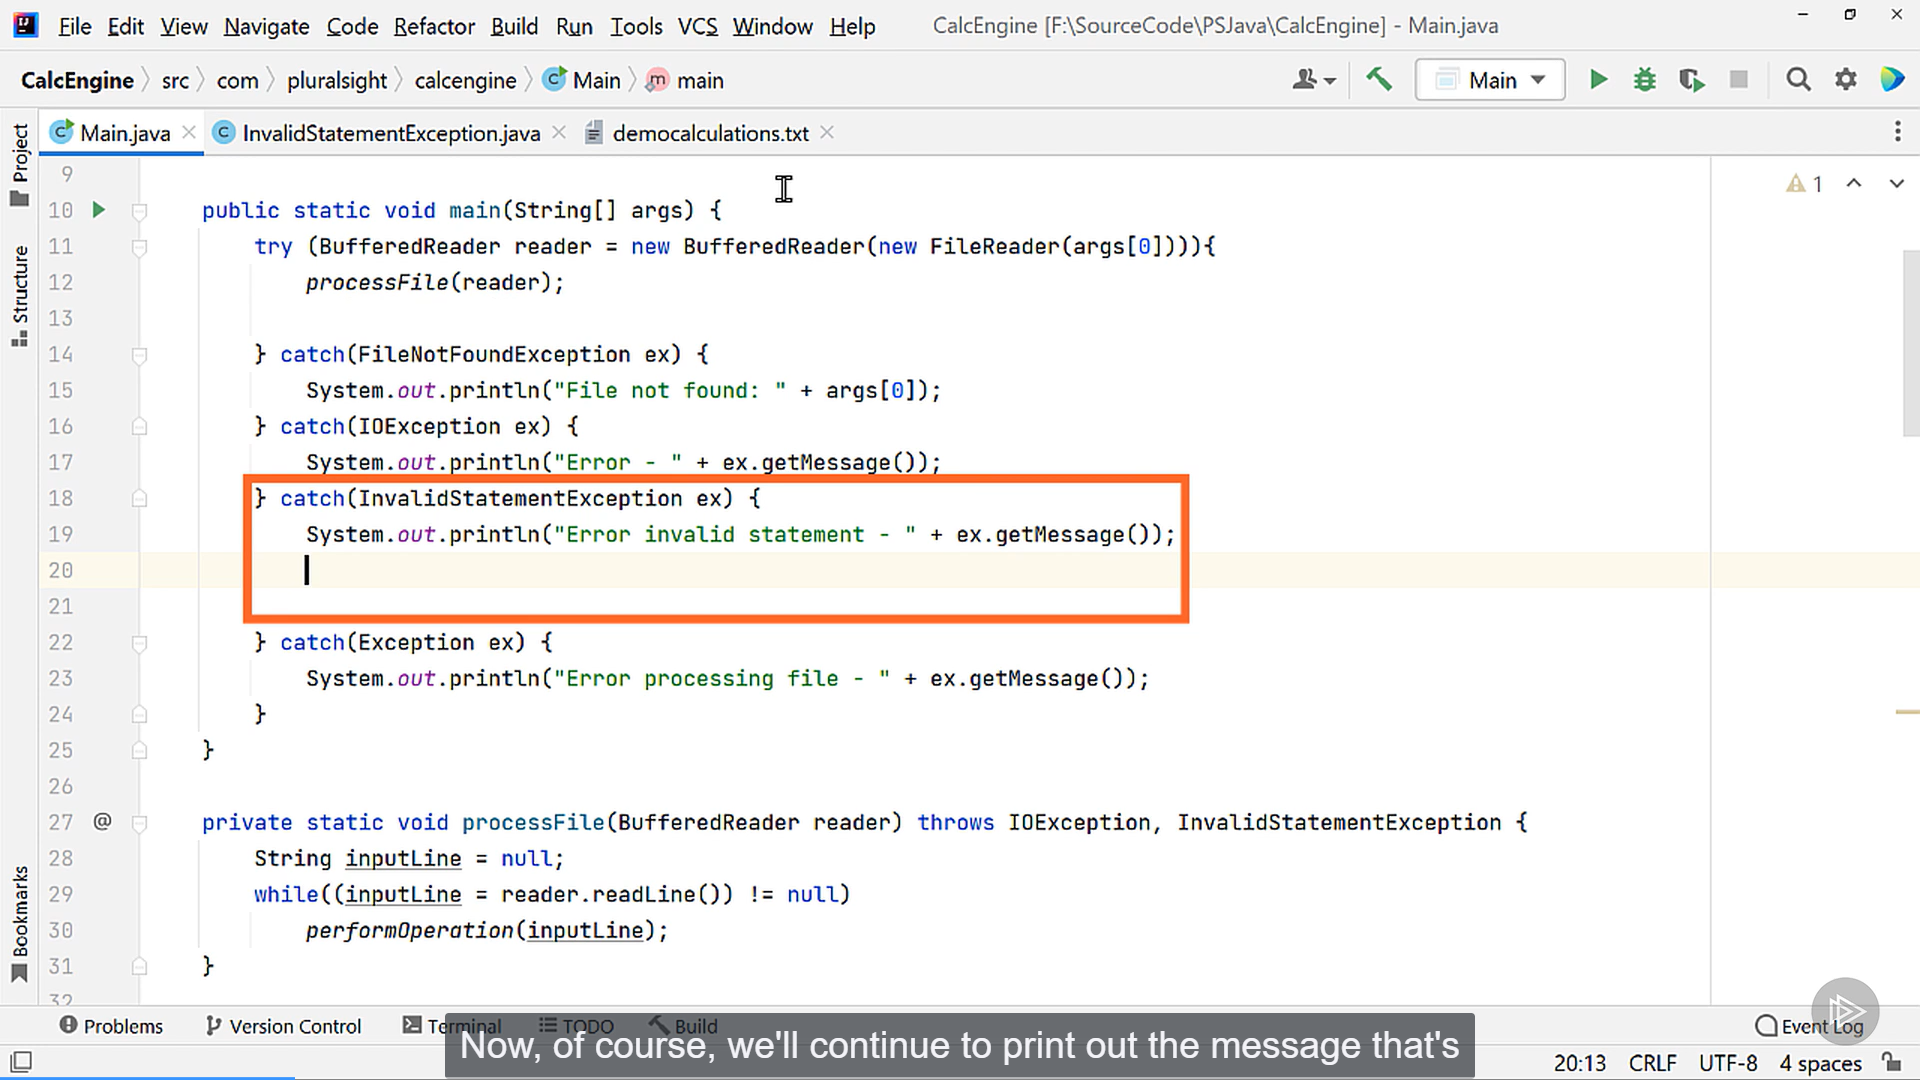 File Edit View Navigate Code Refactor Build Run Tools VCS Window Help CalcEngine [F:\SourceCode\PSJava\CalcEngine] - Main.java
CalcEngine src com pluralsight calcengine Main main Main
Main.java InvalidStatementException.java democalculations.txt
Project
Structure
Bookmarks
1
9
10 public static void main(String[] args) {
11 try (BufferedReader reader = new BufferedReader(new FileReader(args[0]))){
12 processFile(reader);
13
14 } catch(FileNotFoundException ex) {
15 System.out.println("File not found: " + args[0]);
16 } catch(IOException ex) {
17 System.out.println("Error - " + ex.getMessage());
18 } catch(InvalidStatementException ex) {
19 System.out.println("Error invalid statement - " + ex.getMessage());
20
21
22 } catch(Exception ex) {
23 System.out.println("Error processing file - " + ex.getMessage());
24 }
25 }
26
27 @ private static void processFile(BufferedReader reader) throws IOException, InvalidStatementException {
28 String inputLine = null;
29 while((inputLine = reader.readLine()) != null)
30 performOperation(inputLine);
31 }
32
Problems Version Control Terminal TODO Build Event Log
Now, of course, we'll continue to print out the message that's
20:13 CRLF UTF-8 4 spaces